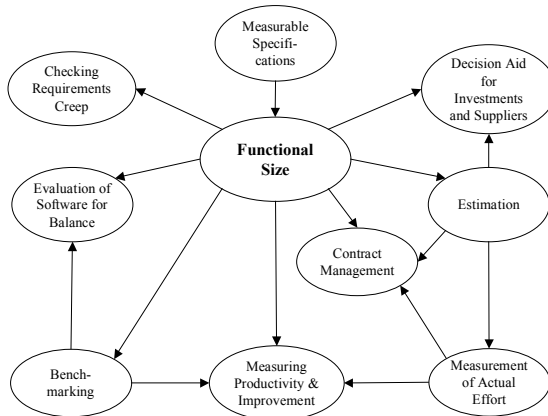 Measurable
Specifi-
cations
Checking
Requirements
Creep
Decision Aid
for
Investments
and Suppliers
Functional
Size
Evaluation of
Software for
Balance
Estimation
Contract
Management
Bench-
marking
Measuring
Productivity &
Improvement
Measurement
of Actual
Effort